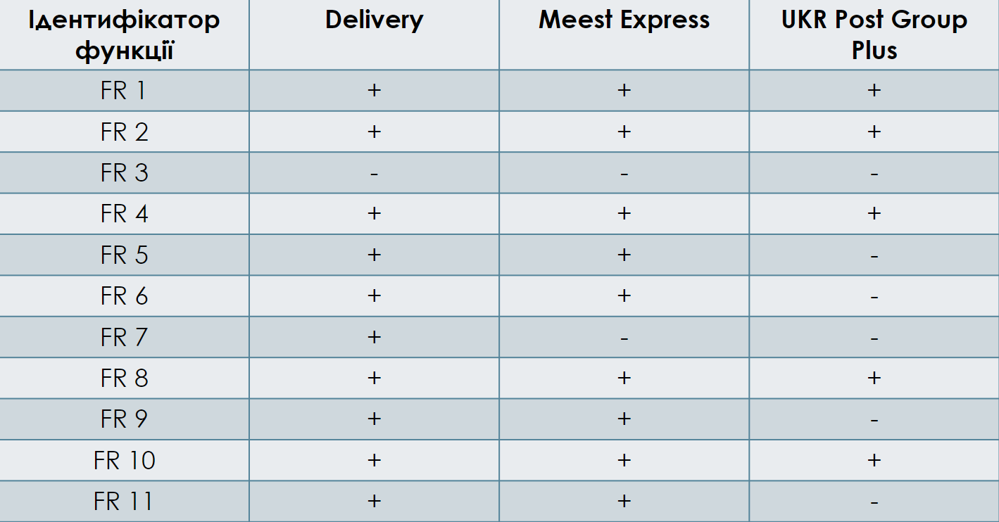 Ідентифікатор функції Delivery Meest Express UKR Post Group Plus
FR 1 + + +
FR 2 + + +
FR 3 - - -
FR 4 + + +
FR 5 + + -
FR 6 + + -
FR 7 + - -
FR 8 + + +
FR 9 + + -
FR 10 + + +
FR 11 + + -